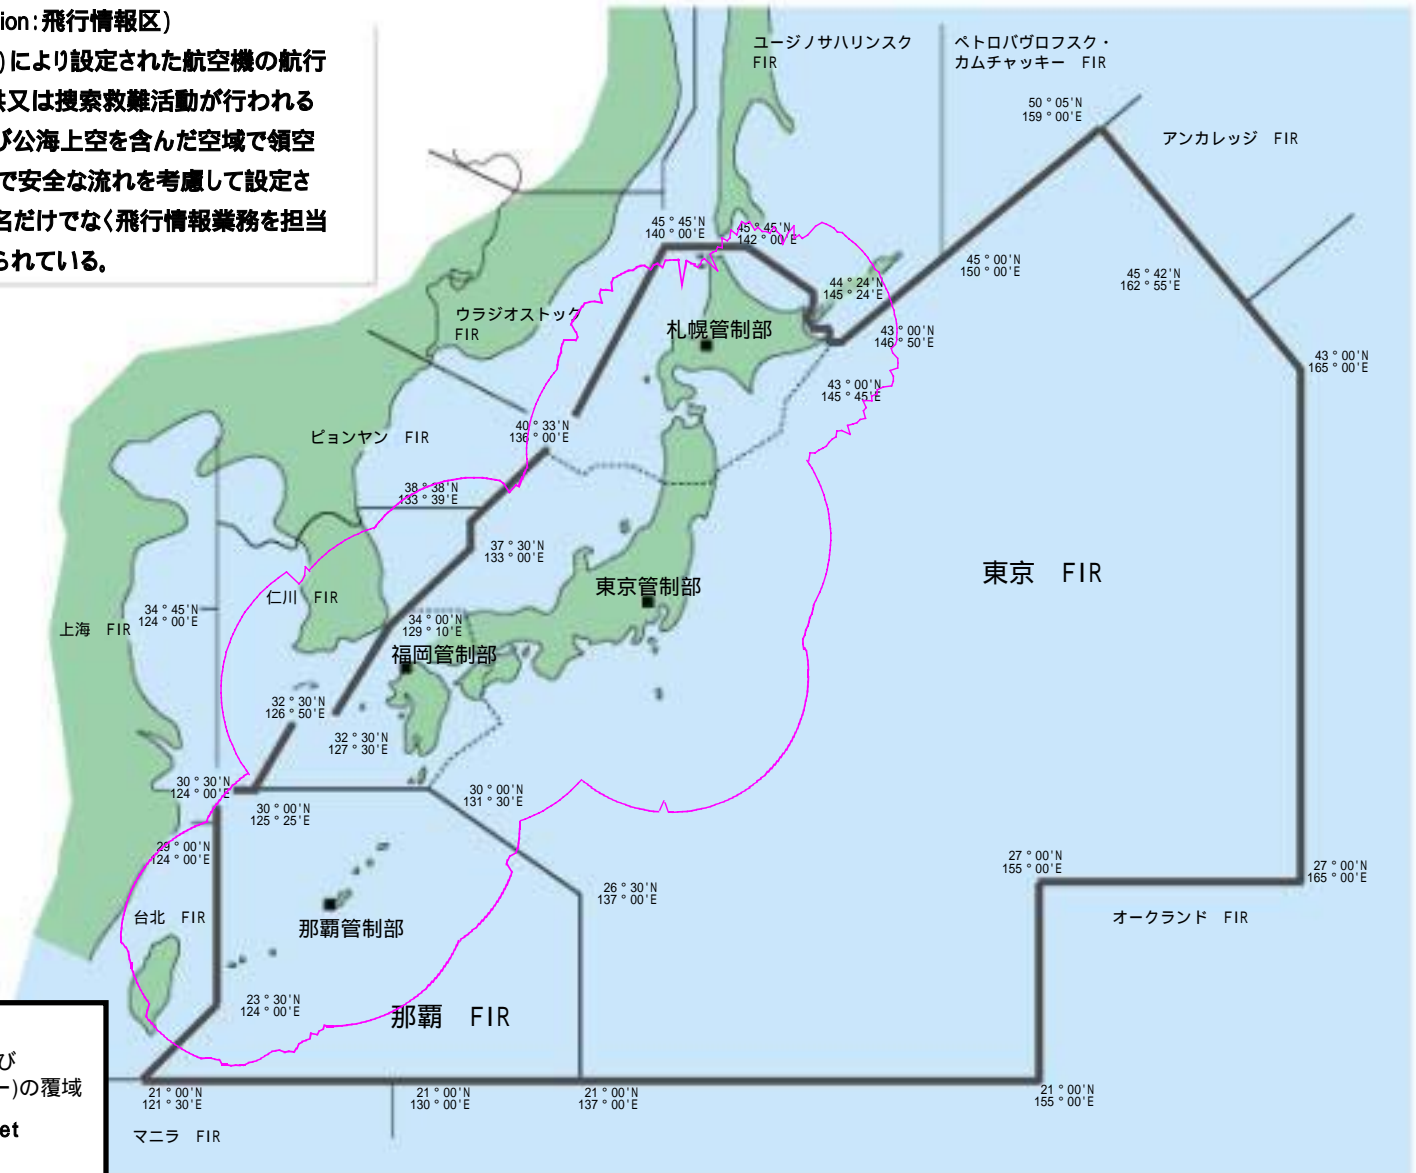 ion:飛行情報区)
)により設定された航空機の航行
又は捜索救難活動が行われる
び公海上空を含んだ空域で領空
で安全な流れを考慮して設定さ
名だけでなく飛行情報業務を担当
られている。
ユージノサハリンスク
FIR
ペトロパヴロフスク・
カムチャッキー FIR
50°05'N
159°00'E
アンカレッジ FIR
45°45'N
140°00'E
45°45'N
142°00'E
45°00'N
150°00'E
45°42'N
162°55'E
44°24'N
145°24'E
ウラジオストック
FIR
札幌管制部
43°00'N
146°50'E
43°00'N
165°00'E
43°00'N
145°45'E
ピョンヤン FIR
40°33'N
136°00'E
38°38'N
133°39'E
37°30'N
133°00'E
東京 FIR
東京管制部
仁川 FIR
34°45'N
124°00'E
上海 FIR
34°00'N
129°10'E
福岡管制部
32°30'N
126°50'E
32°30'N
127°30'E
30°30'N
124°00'E
30°00'N
125°25'E
30°00'N
131°30'E
29°00'N
124°00'E
27°00'N
155°00'E
27°00'N
165°00'E
26°30'N
137°00'E
台北 FIR
那覇管制部
オークランド FIR
23°30'N
124°00'E
那覇 FIR
び
ー)の覆域
et
21°00'N
121°30'E
21°00'N
130°00'E
21°00'N
137°00'E
21°00'N
155°00'E
マニラ FIR